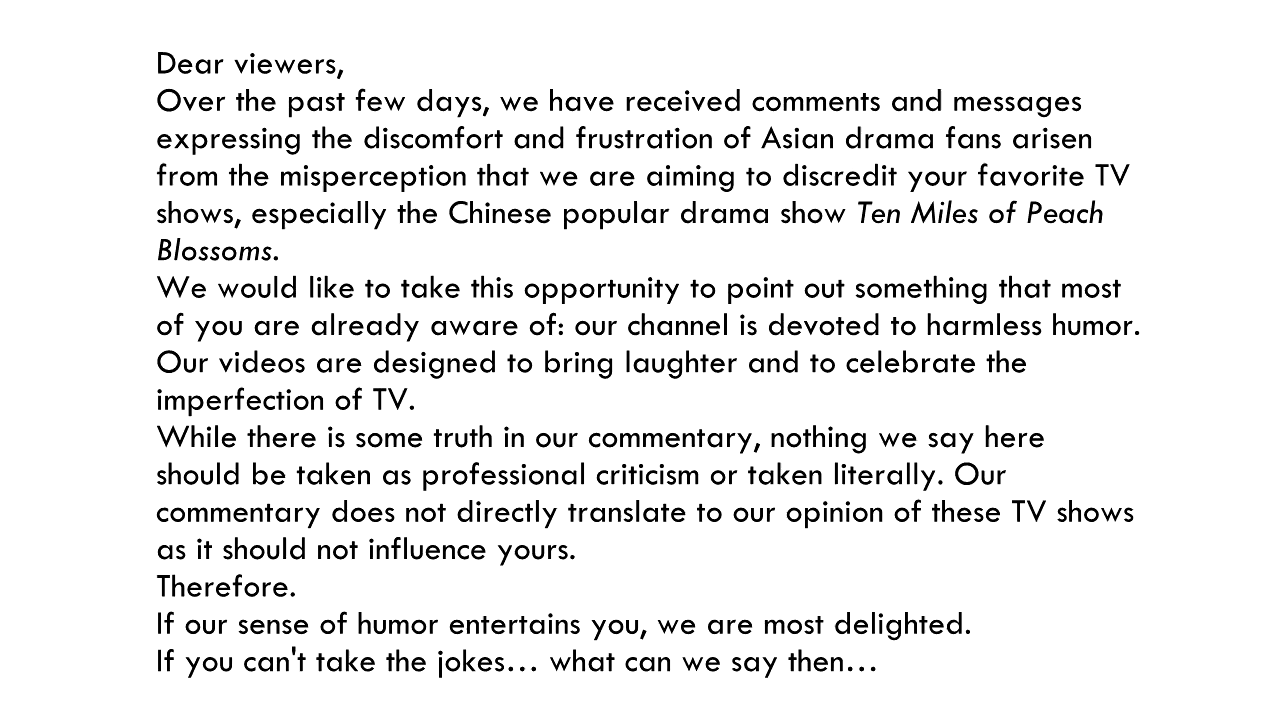 Dear viewers,
Over the past few days, we have received comments and messages
expressing the discomfort and frustration of Asian drama fans arisen
from the misperception that we are aiming to discredit your favorite TV
shows, especially the Chinese popular drama show Ten Miles of Peach
Blossoms.
We would like to take this opportunity to point out something that most
of you are already aware of: our channel is devoted to harmless humor.
Our videos are designed to bring laughter and to celebrate the
imperfection of TV.
While there is some truth in our commentary, nothing we say here
should be taken as professional criticism or taken literally. Our
commentary does not directly translate to our opinion of these TV shows
as it should not influence yours.
Therefore.
If our sense of humor entertains you, we are most delighted.
If you can't take the jokes... what can we say then...